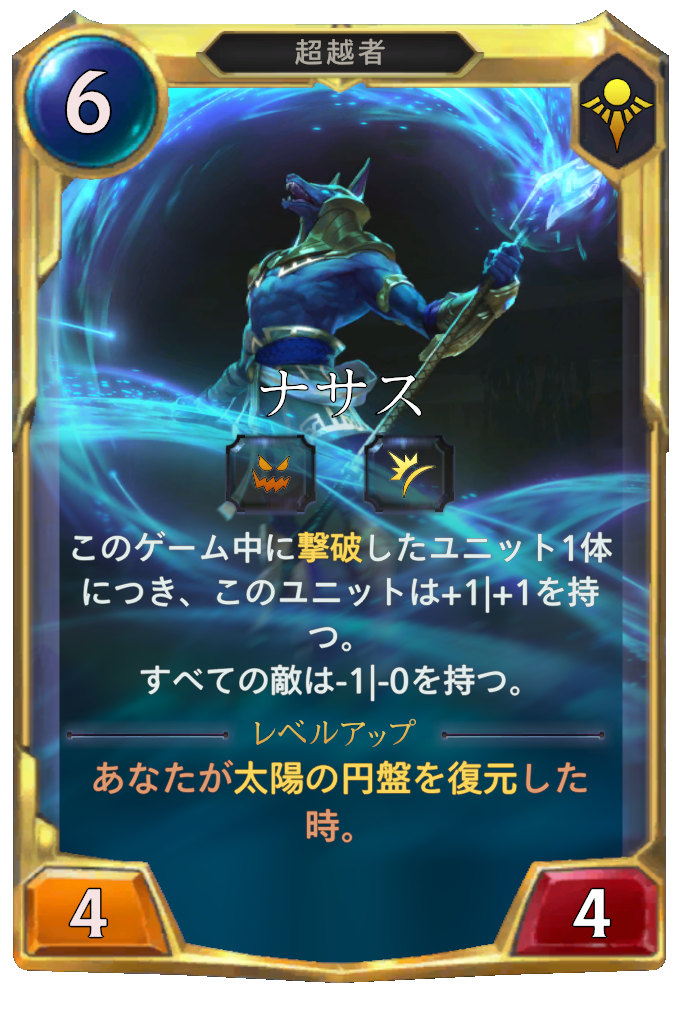 超越者
6
ナサス
このゲーム中に撃破したユニット1体
につき、このユニットは+1|+1を持
つ。
すべての敵は-1|-0を持つ。
レベルアップ
あなたが太陽の円盤を復元した
時。
4
4